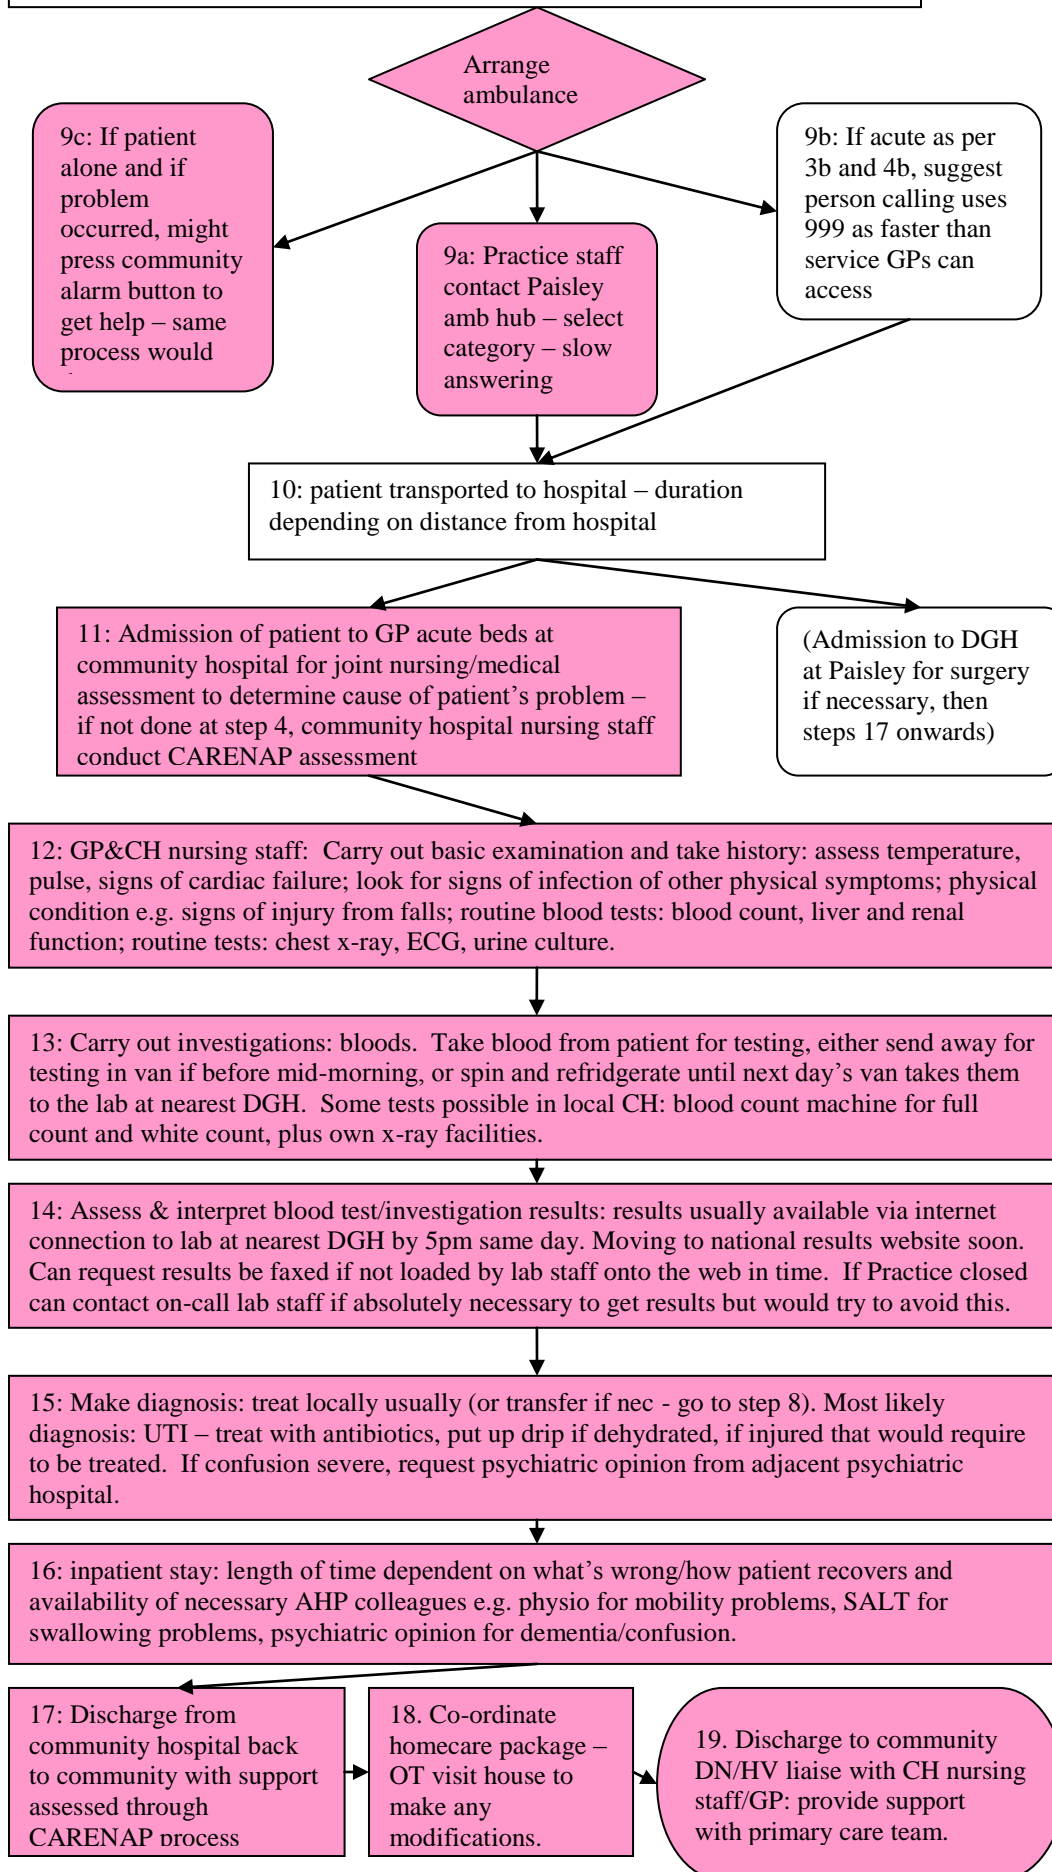 Arrange
ambulance
9c: If patient
alone and if
problem
occurred, might
press community
alarm button to
get help – same
process would
9a: Practice staff
contact Paisley
amb hub – select
category – slow
answering
9b: If acute as per
3b and 4b, suggest
person calling uses
999 as faster than
service GPs can
access
10: patient transported to hospital – duration
depending on distance from hospital
11: Admission of patient to GP acute beds at
community hospital for joint nursing/medical
assessment to determine cause of patient’s problem –
if not done at step 4, community hospital nursing staff
conduct CARENAP assessment
(Admission to DGH
at Paisley for surgery
if necessary, then
steps 17 onwards)
12: GP&CH nursing staff:  Carry out basic examination and take history: assess temperature,
pulse, signs of cardiac failure; look for signs of infection of other physical symptoms; physical
condition e.g. signs of injury from falls; routine blood tests: blood count, liver and renal
function; routine tests: chest x-ray, ECG, urine culture.
13: Carry out investigations: bloods.  Take blood from patient for testing, either send away for
testing in van if before mid-morning, or spin and refridgerate until next day’s van takes them
to the lab at nearest DGH.  Some tests possible in local CH: blood count machine for full
count and white count, plus own x-ray facilities.
14: Assess & interpret blood test/investigation results: results usually available via internet
connection to lab at nearest DGH by 5pm same day. Moving to national results website soon.
Can request results be faxed if not loaded by lab staff onto the web in time.  If Practice closed
can contact on-call lab staff if absolutely necessary to get results but would try to avoid this.
15: Make diagnosis: treat locally usually (or transfer if nec - go to step 8). Most likely
diagnosis: UTI – treat with antibiotics, put up drip if dehydrated, if injured that would require
to be treated.  If confusion severe, request psychiatric opinion from adjacent psychiatric
hospital.
16: inpatient stay: length of time dependent on what’s wrong/how patient recovers and
availability of necessary AHP colleagues e.g. physio for mobility problems, SALT for
swallowing problems, psychiatric opinion for dementia/confusion.
17: Discharge from
community hospital back
to community with support
assessed through
CARENAP process
18. Co-ordinate
homecare package –
OT visit house to
make any
modifications.
19. Discharge to community
DN/HV liaise with CH nursing
staff/GP: provide support
with primary care team.